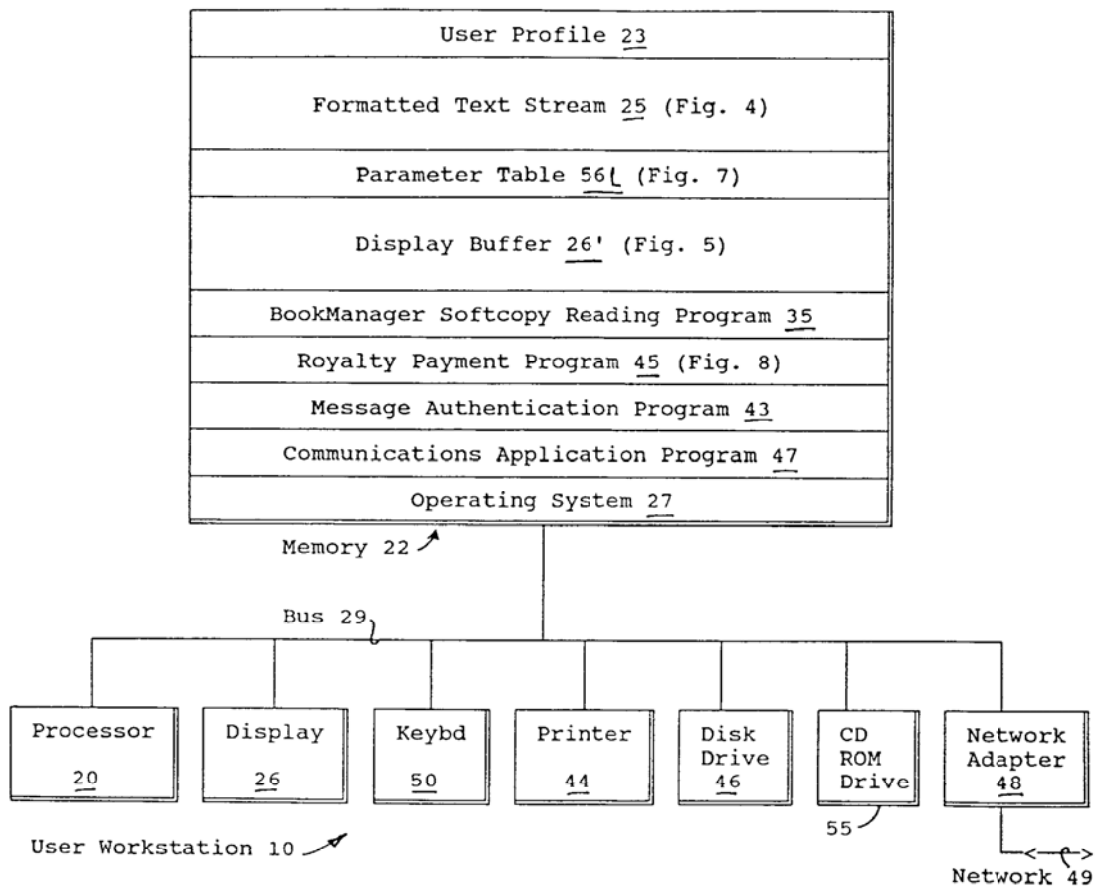 User Profile 23
Formatted Text Stream 25 (Fig. 4)
Parameter Table 56L (Fig. 7)
Display Buffer 26' (Fig. 5)
BookManager Softcopy Reading Program 35
Royalty Payment Program 45 (Fig. 8)
Message Authentication Program 43
Communications Application Program 47
Operating System 27
Memory 22
Bus 29
Processor
20
Display
26
Keybd
50
Printer
44
Disk
Drive
46
CD
ROM
Drive
55
Network
Adapter
48
User Workstation 10
Network 49